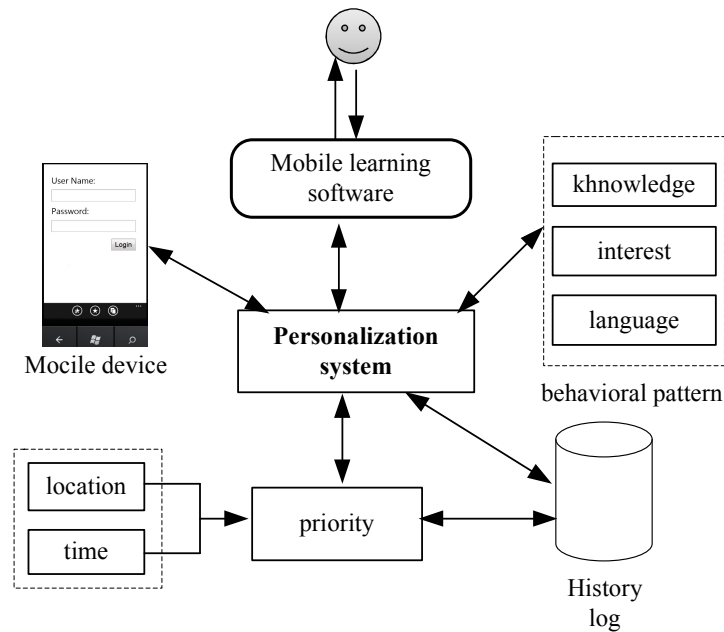 Mobile learning
software
User Name:
Password:
Login
Mocile device
khnowledge
interest
language
behavioral pattern
Personalization
system
location
time
priority
History
log